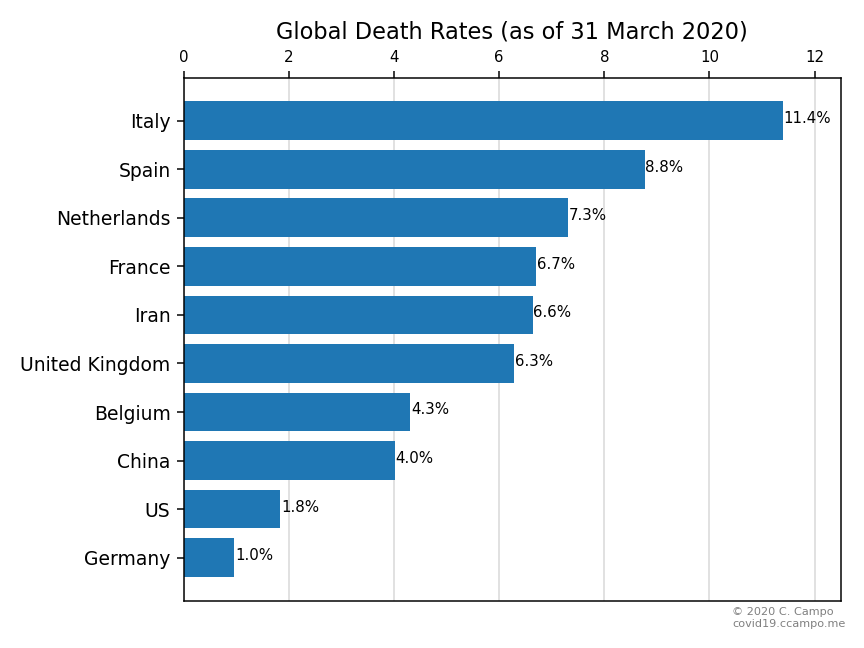 Global Death Rates (as of 31 March 2020)
0 2 4 6 8 10 12
Italy 11.4%
Spain 8.8%
Netherlands 7.3%
France 6.7%
Iran 6.6%
United Kingdom 6.3%
Belgium 4.3%
China 4.0%
US 1.8%
Germany 1.0%
© 2020 C. Campo
covid19.ccampo.me